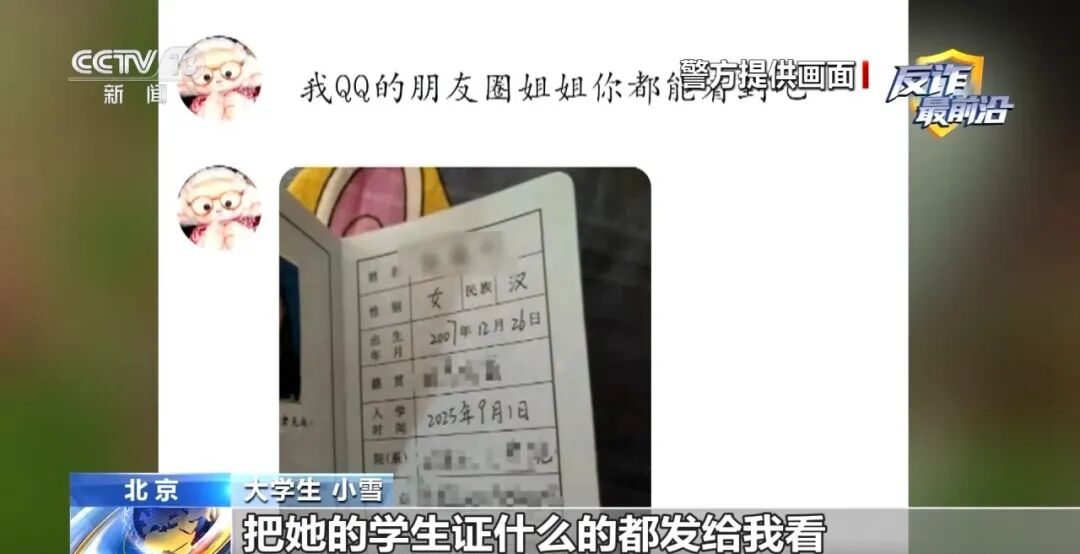 CCTV 13
新闻
警方提供画面
反诈
最前沿
我QQ的朋友圈姐姐你都能看到吧
姓名
性别 女 民族 汉
出生年月 2007年12月26日
籍贯
入学时间 2025年9月1日
院(系)
北京 大学生 小雪
把她的学生证什么的都发给我看